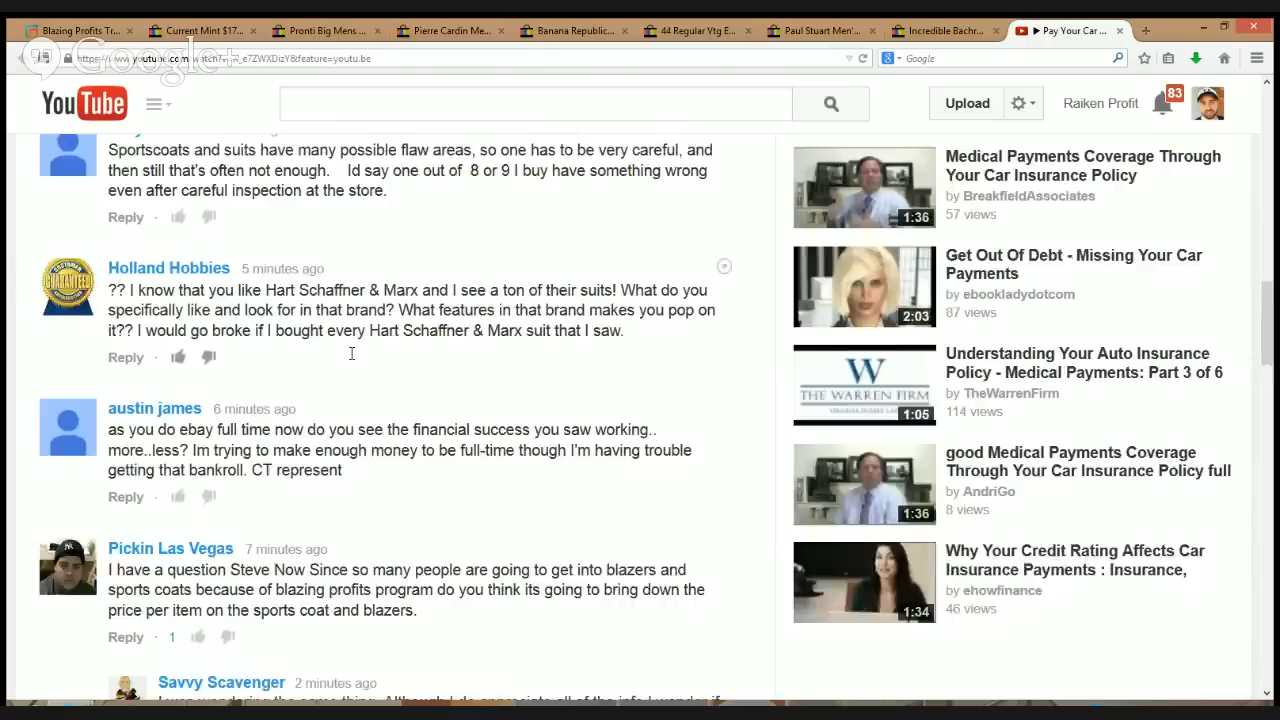 Blazing Profits Tr...
Current Mint $17...
Pronti Big Mens ...
Pierre Cardin Me...
Banana Republic...
44 Regular Vtg E...
Paul Stuart Men'...
Incredible Bachr...
▶ Pay Your Car ...
Google+
www.youtube.com
&feature=youtu.be
Google
YouTube
Upload
Raiken Profit
83
Sportscoats and suits have many possible flaw areas, so one has to be very careful, and
then still that's often not enough. Id say one out of 8 or 9 I buy have something wrong
even after careful inspection at the store.
Reply ·
Holland Hobbies 5 minutes ago
GUARANTEED
?? I know that you like Hart Schaffner & Marx and I see a ton of their suits! What do you
specifically like and look for in that brand? What features in that brand makes you pop on
it?? I would go broke if I bought every Hart Schaffner & Marx suit that I saw.
Reply ·
austin james 6 minutes ago
as you do ebay full time now do you see the financial success you saw working..
more..less? Im trying to make enough money to be full-time though I'm having trouble
getting that bankroll. CT represent
Reply ·
Pickin Las Vegas 7 minutes ago
I have a question Steve Now Since so many people are going to get into blazers and
sports coats because of blazing profits program do you think its going to bring down the
price per item on the sports coat and blazers.
Reply · 1
Savvy Scavenger 2 minutes ago
Medical Payments Coverage Through
Your Car Insurance Policy
by BreakfieldAssociates
57 views
1:36
Get Out Of Debt - Missing Your Car
Payments
by ebookladydotcom
87 views
2:03
Understanding Your Auto Insurance
Policy - Medical Payments: Part 3 of 6
by TheWarrenFirm
114 views
W
THE WARREN FIRM
1:05
good Medical Payments Coverage
Through Your Car Insurance Policy full
by AndriGo
8 views
1:36
Why Your Credit Rating Affects Car
Insurance Payments : Insurance,
by ehowfinance
46 views
1:34